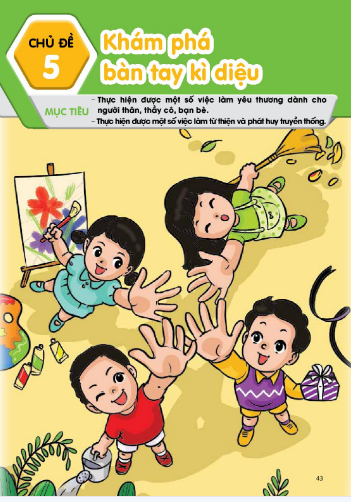 CHỦ ĐỀ
5
Khám phá
bàn tay kì diệu
MỤC TIÊU
- Thực hiện được một số việc làm yêu thương dành cho
người thân, thầy cô, bạn bè.
- Thực hiện được một số việc làm từ thiện và phát huy truyền thống.
43